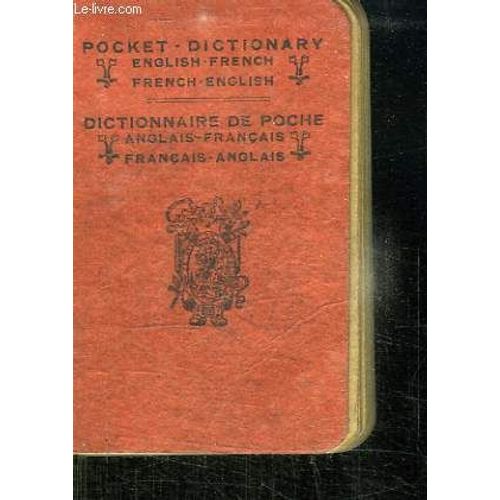 Le-livre.com
POCKET - DICTIONARY
ENGLISH-FRENCH
FRENCH-ENGLISH
DICTIONNAIRE DE POCHE
ANGLAIS-FRANÇAIS
FRANÇAIS-ANGLAIS